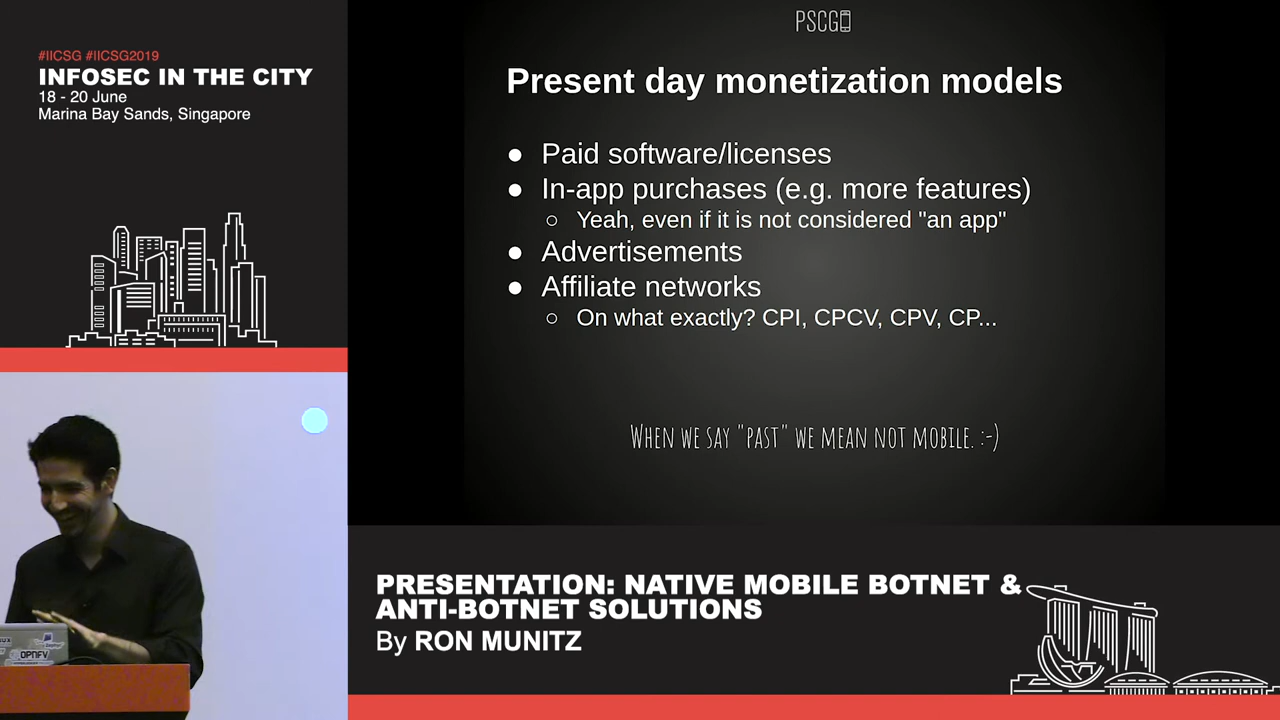 #IICSG #IICSG2019
INFOSEC IN THE CITY
18 - 20 June
Marina Bay Sands, Singapore
PSCG
Present day monetization models
● Paid software/licenses
● In-app purchases (e.g. more features)
○ Yeah, even if it is not considered "an app"
● Advertisements
● Affiliate networks
○ On what exactly? CPI, CPCV, CPV, CP...
When we say "past" we mean not mobile. :-)
OPNFV
PRESENTATION: NATIVE MOBILE BOTNET &
ANTI-BOTNET SOLUTIONS
By RON MUNITZ